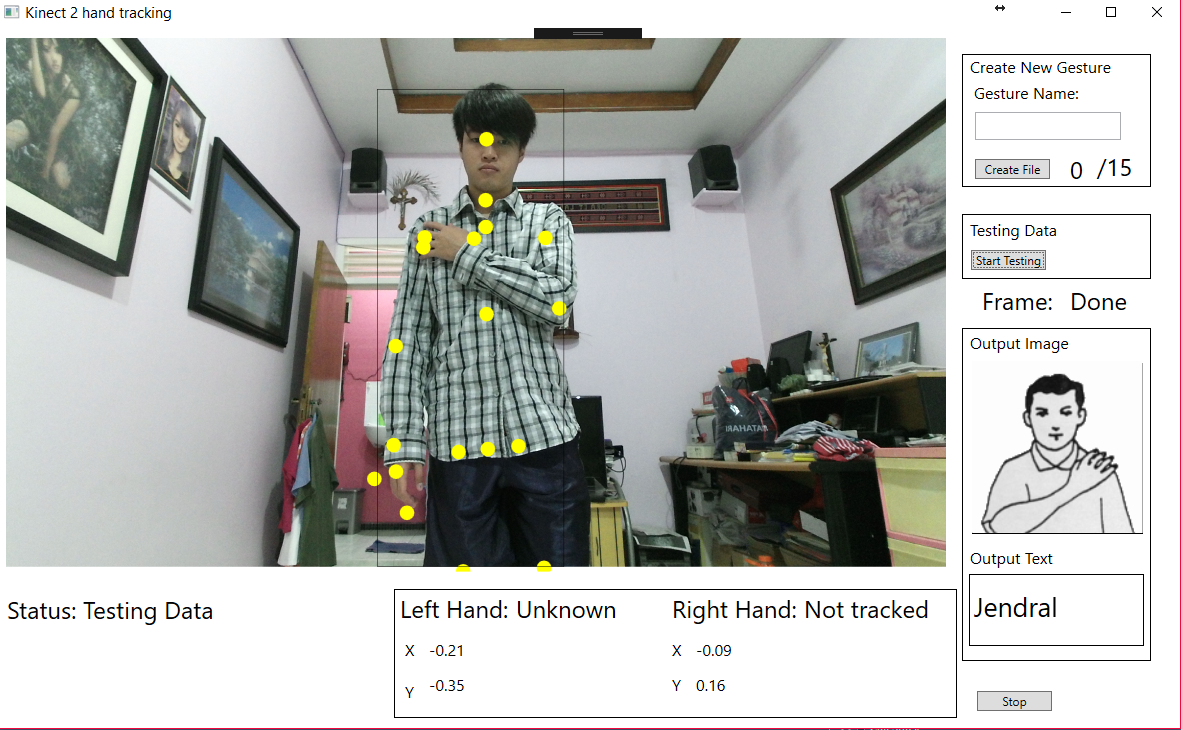 Kinect 2 hand tracking
Create New Gesture
Gesture Name:
Create File 0 /15
Testing Data
Start Testing
Frame: Done
Output Image
MATAHARI
Output Text
Jendral
Status: Testing Data
Left Hand: Unknown Right Hand: Not tracked
X -0.21 X -0.09
Y -0.35 Y 0.16
Stop